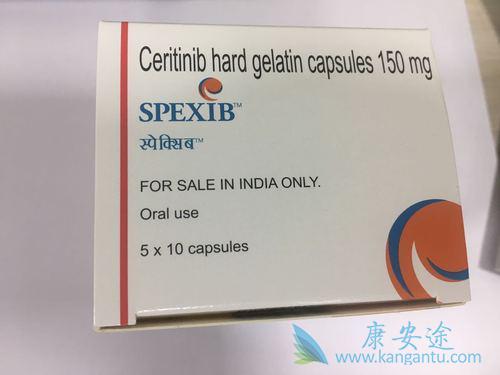 Ceritinib hard gelatin capsules 150 mg
SPEXIB™
स्पेक्सिब™
FOR SALE IN INDIA ONLY.
Oral use
5 x 10 capsules
康安途
www.kangantu.com